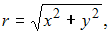 r = √(x² + y²),